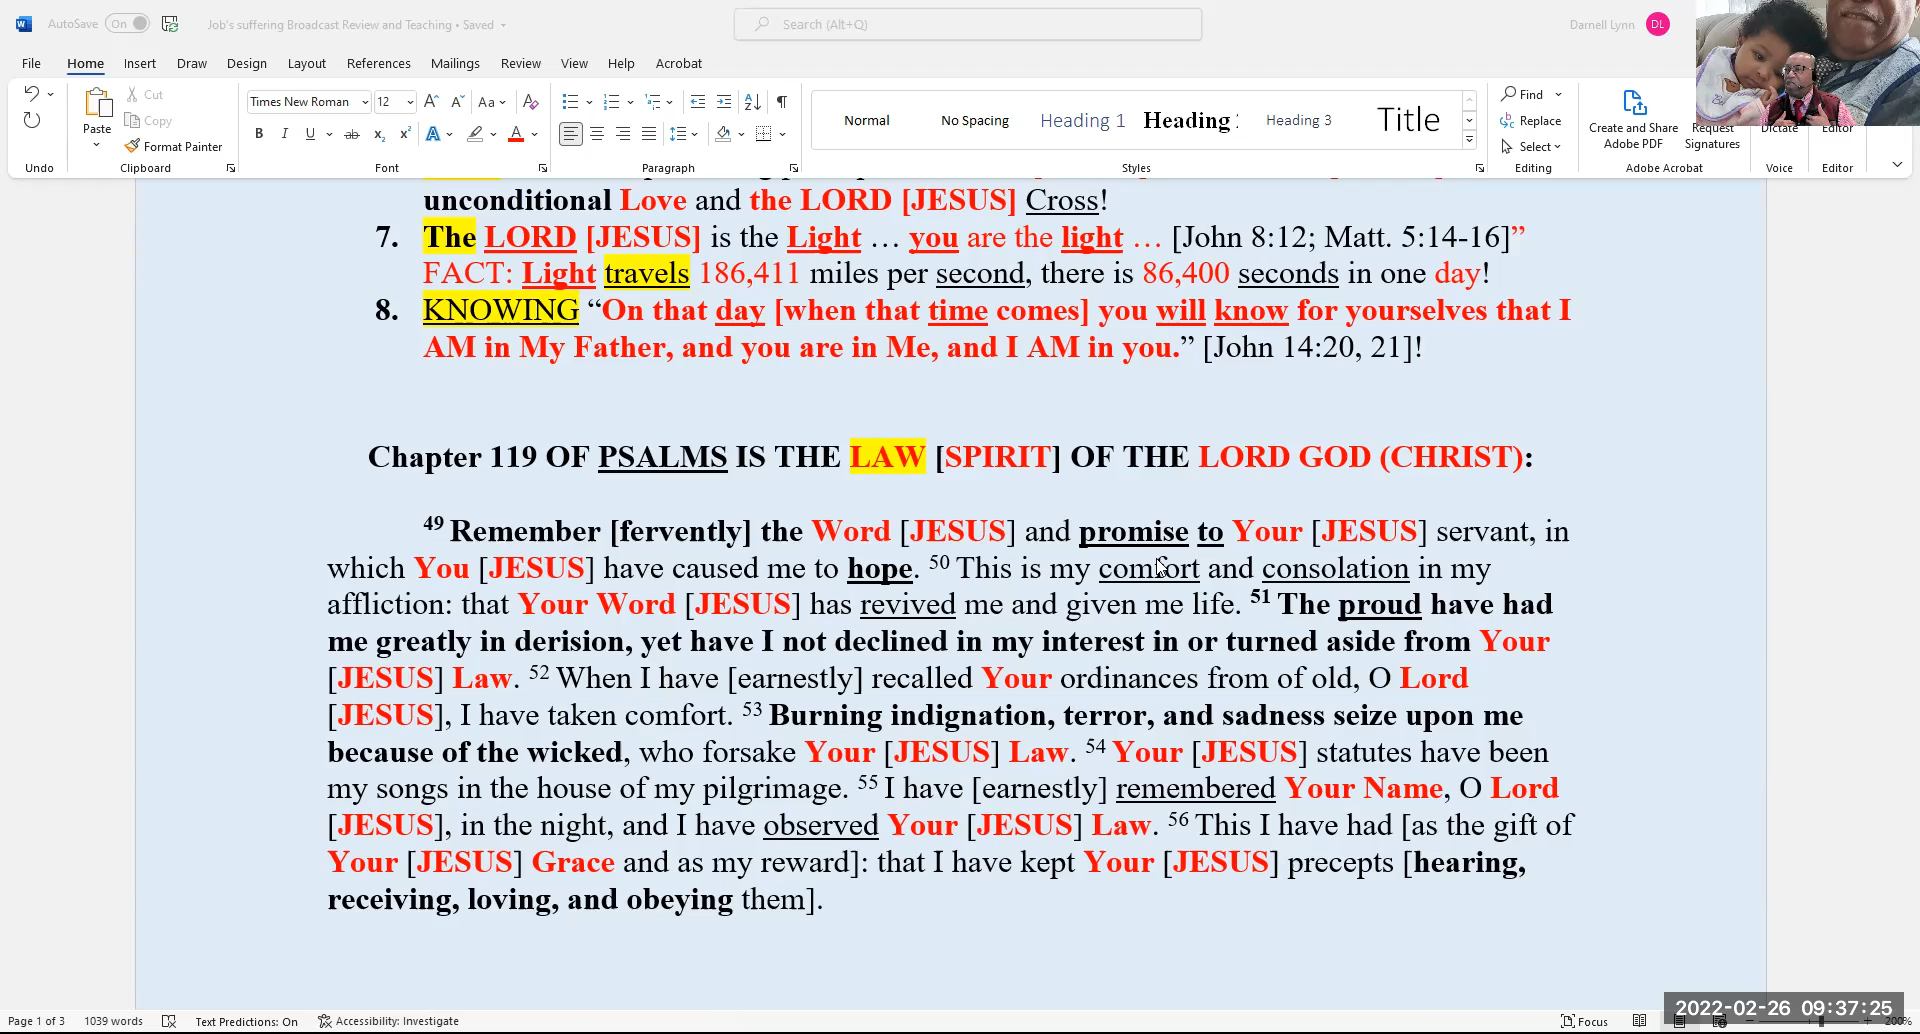 AutoSave On Job's suffering Broadcast Review and Teaching • Saved Search (Alt+Q) Darnell Lynn DL
File Home Insert Draw Design Layout References Mailings Review View Help Acrobat
Times New Roman 12 Aa
Paste Cut Copy Format Painter
Normal No Spacing Heading 1 Heading Heading 3 Title
Find Replace Select
Create and Share Adobe PDF Request Signatures Dictate Editor
Undo Clipboard Font Paragraph Styles Editing Adobe Acrobat Voice Editor
unconditional Love and the LORD [JESUS] Cross!
7. The LORD [JESUS] is the Light … you are the light … [John 8:12; Matt. 5:14-16]”
FACT: Light travels 186,411 miles per second, there is 86,400 seconds in one day!
8. KNOWING “On that day [when that time comes] you will know for yourselves that I
AM in My Father, and you are in Me, and I AM in you.” [John 14:20, 21]!
Chapter 119 OF PSALMS IS THE LAW [SPIRIT] OF THE LORD GOD (CHRIST):
49 Remember [fervently] the Word [JESUS] and promise to Your [JESUS] servant, in
which You [JESUS] have caused me to hope. 50 This is my comfort and consolation in my
affliction: that Your Word [JESUS] has revived me and given me life. 51 The proud have had
me greatly in derision, yet have I not declined in my interest in or turned aside from Your
[JESUS] Law. 52 When I have [earnestly] recalled Your ordinances from of old, O Lord
[JESUS], I have taken comfort. 53 Burning indignation, terror, and sadness seize upon me
because of the wicked, who forsake Your [JESUS] Law. 54 Your [JESUS] statutes have been
my songs in the house of my pilgrimage. 55 I have [earnestly] remembered Your Name, O Lord
[JESUS], in the night, and I have observed Your [JESUS] Law. 56 This I have had [as the gift of
Your [JESUS] Grace and as my reward]: that I have kept Your [JESUS] precepts [hearing,
receiving, loving, and obeying them].
2022-02-26 09:37:25
Page 1 of 3 1039 words Text Predictions: On Accessibility: Investigate Focus 200%